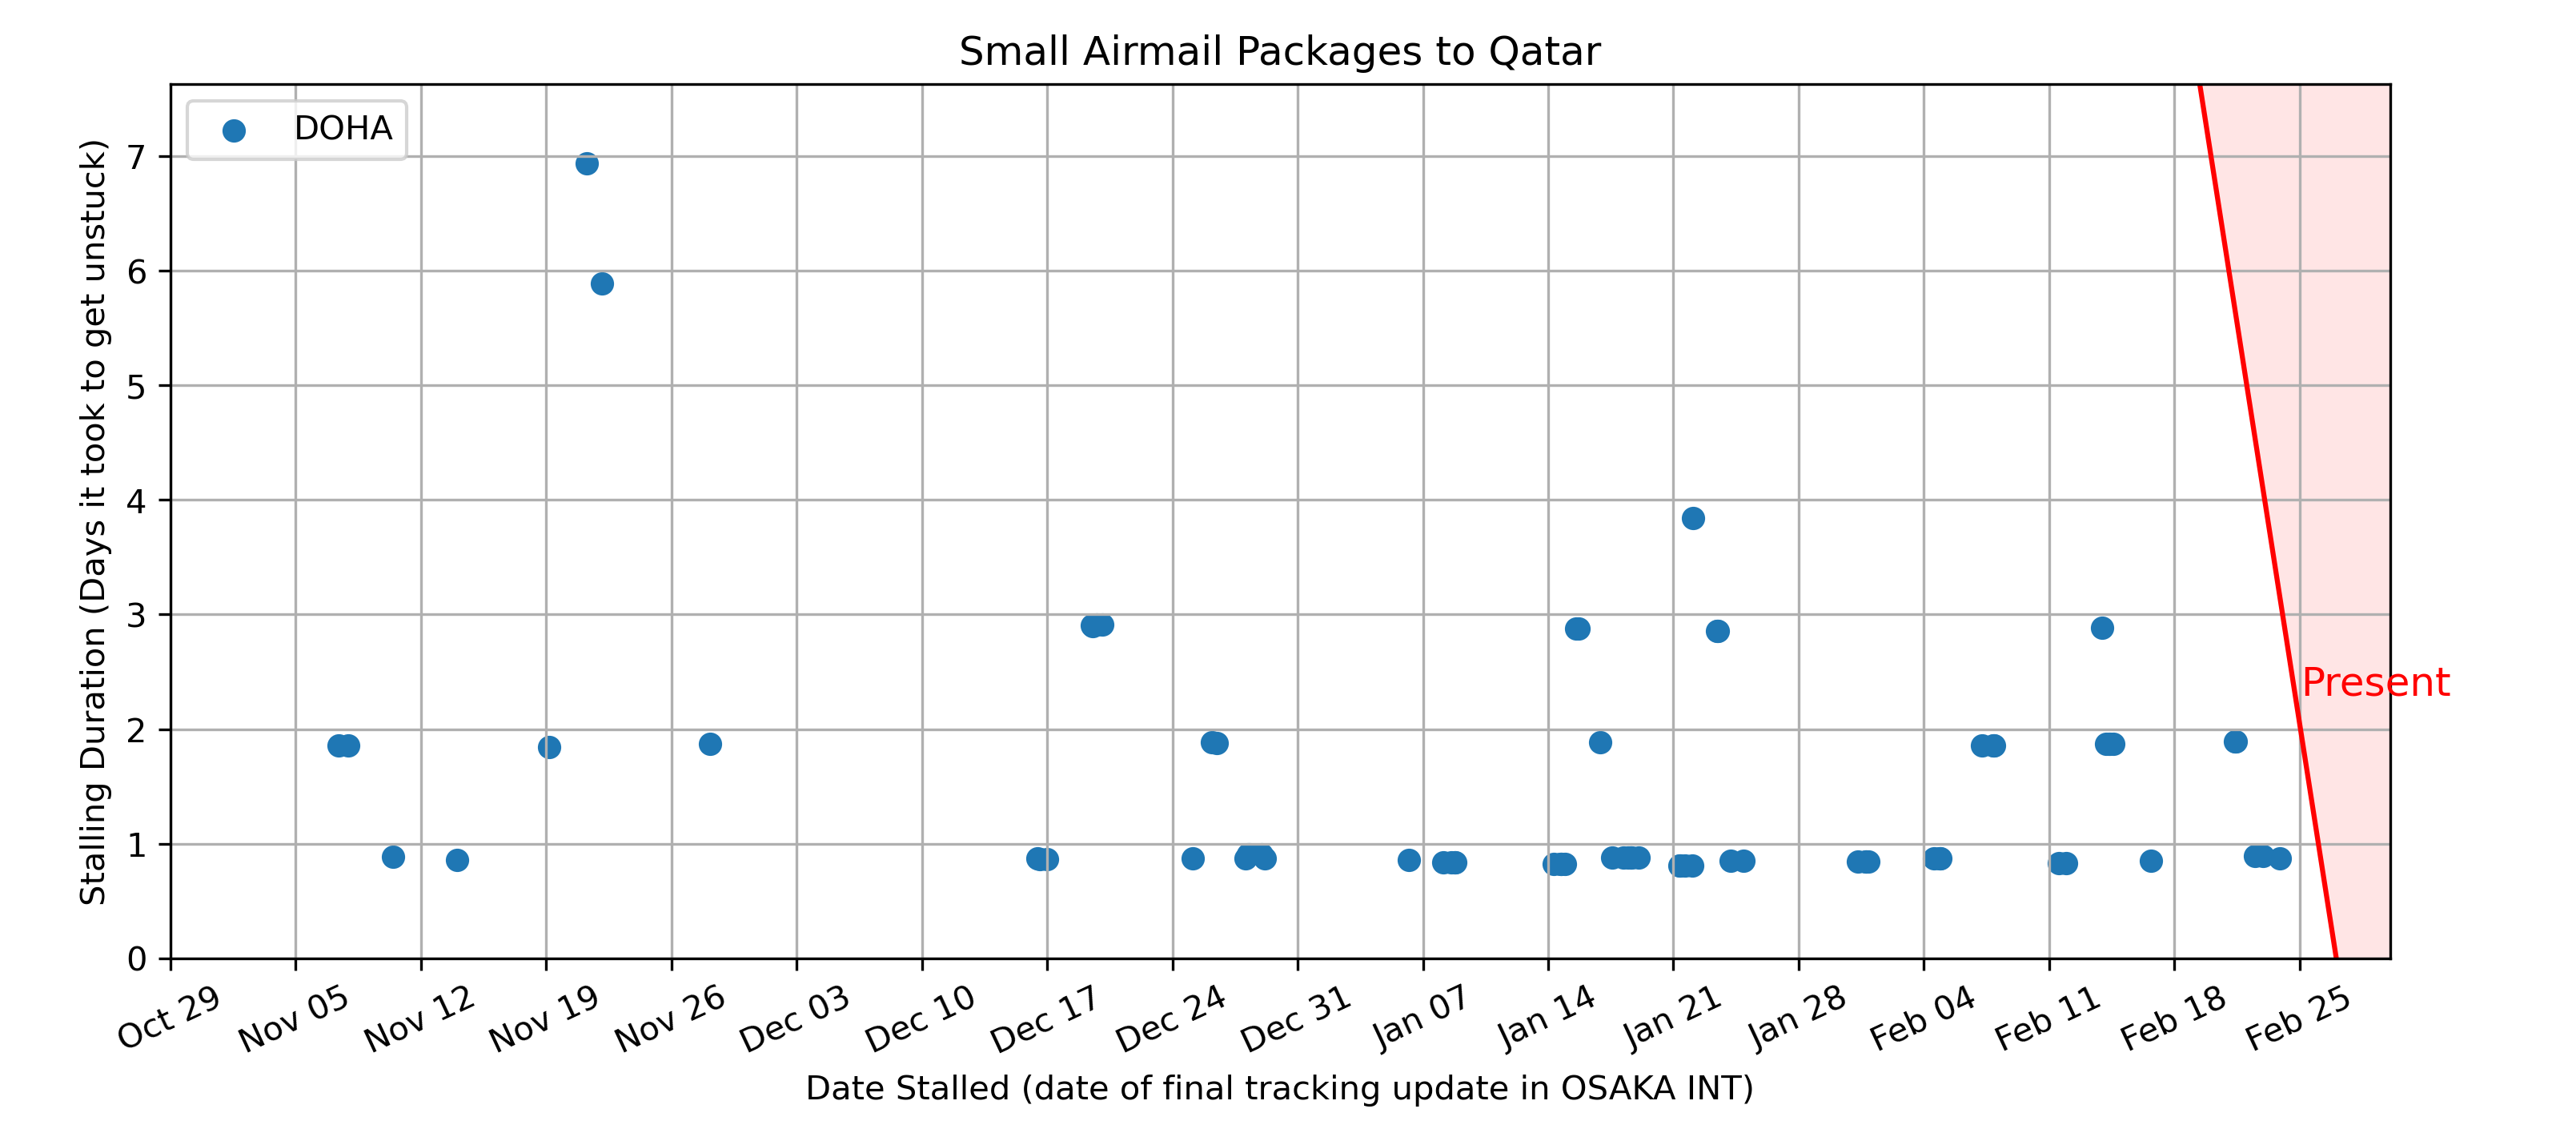 Small Airmail Packages to Qatar
DOHA
Stalling Duration (Days it took to get unstuck)
7
6
5
4
3
2
1
0
Present
Oct 29
Nov 05
Nov 12
Nov 19
Nov 26
Dec 03
Dec 10
Dec 17
Dec 24
Dec 31
Jan 07
Jan 14
Jan 21
Jan 28
Feb 04
Feb 11
Feb 18
Feb 25
Date Stalled (date of final tracking update in OSAKA INT)